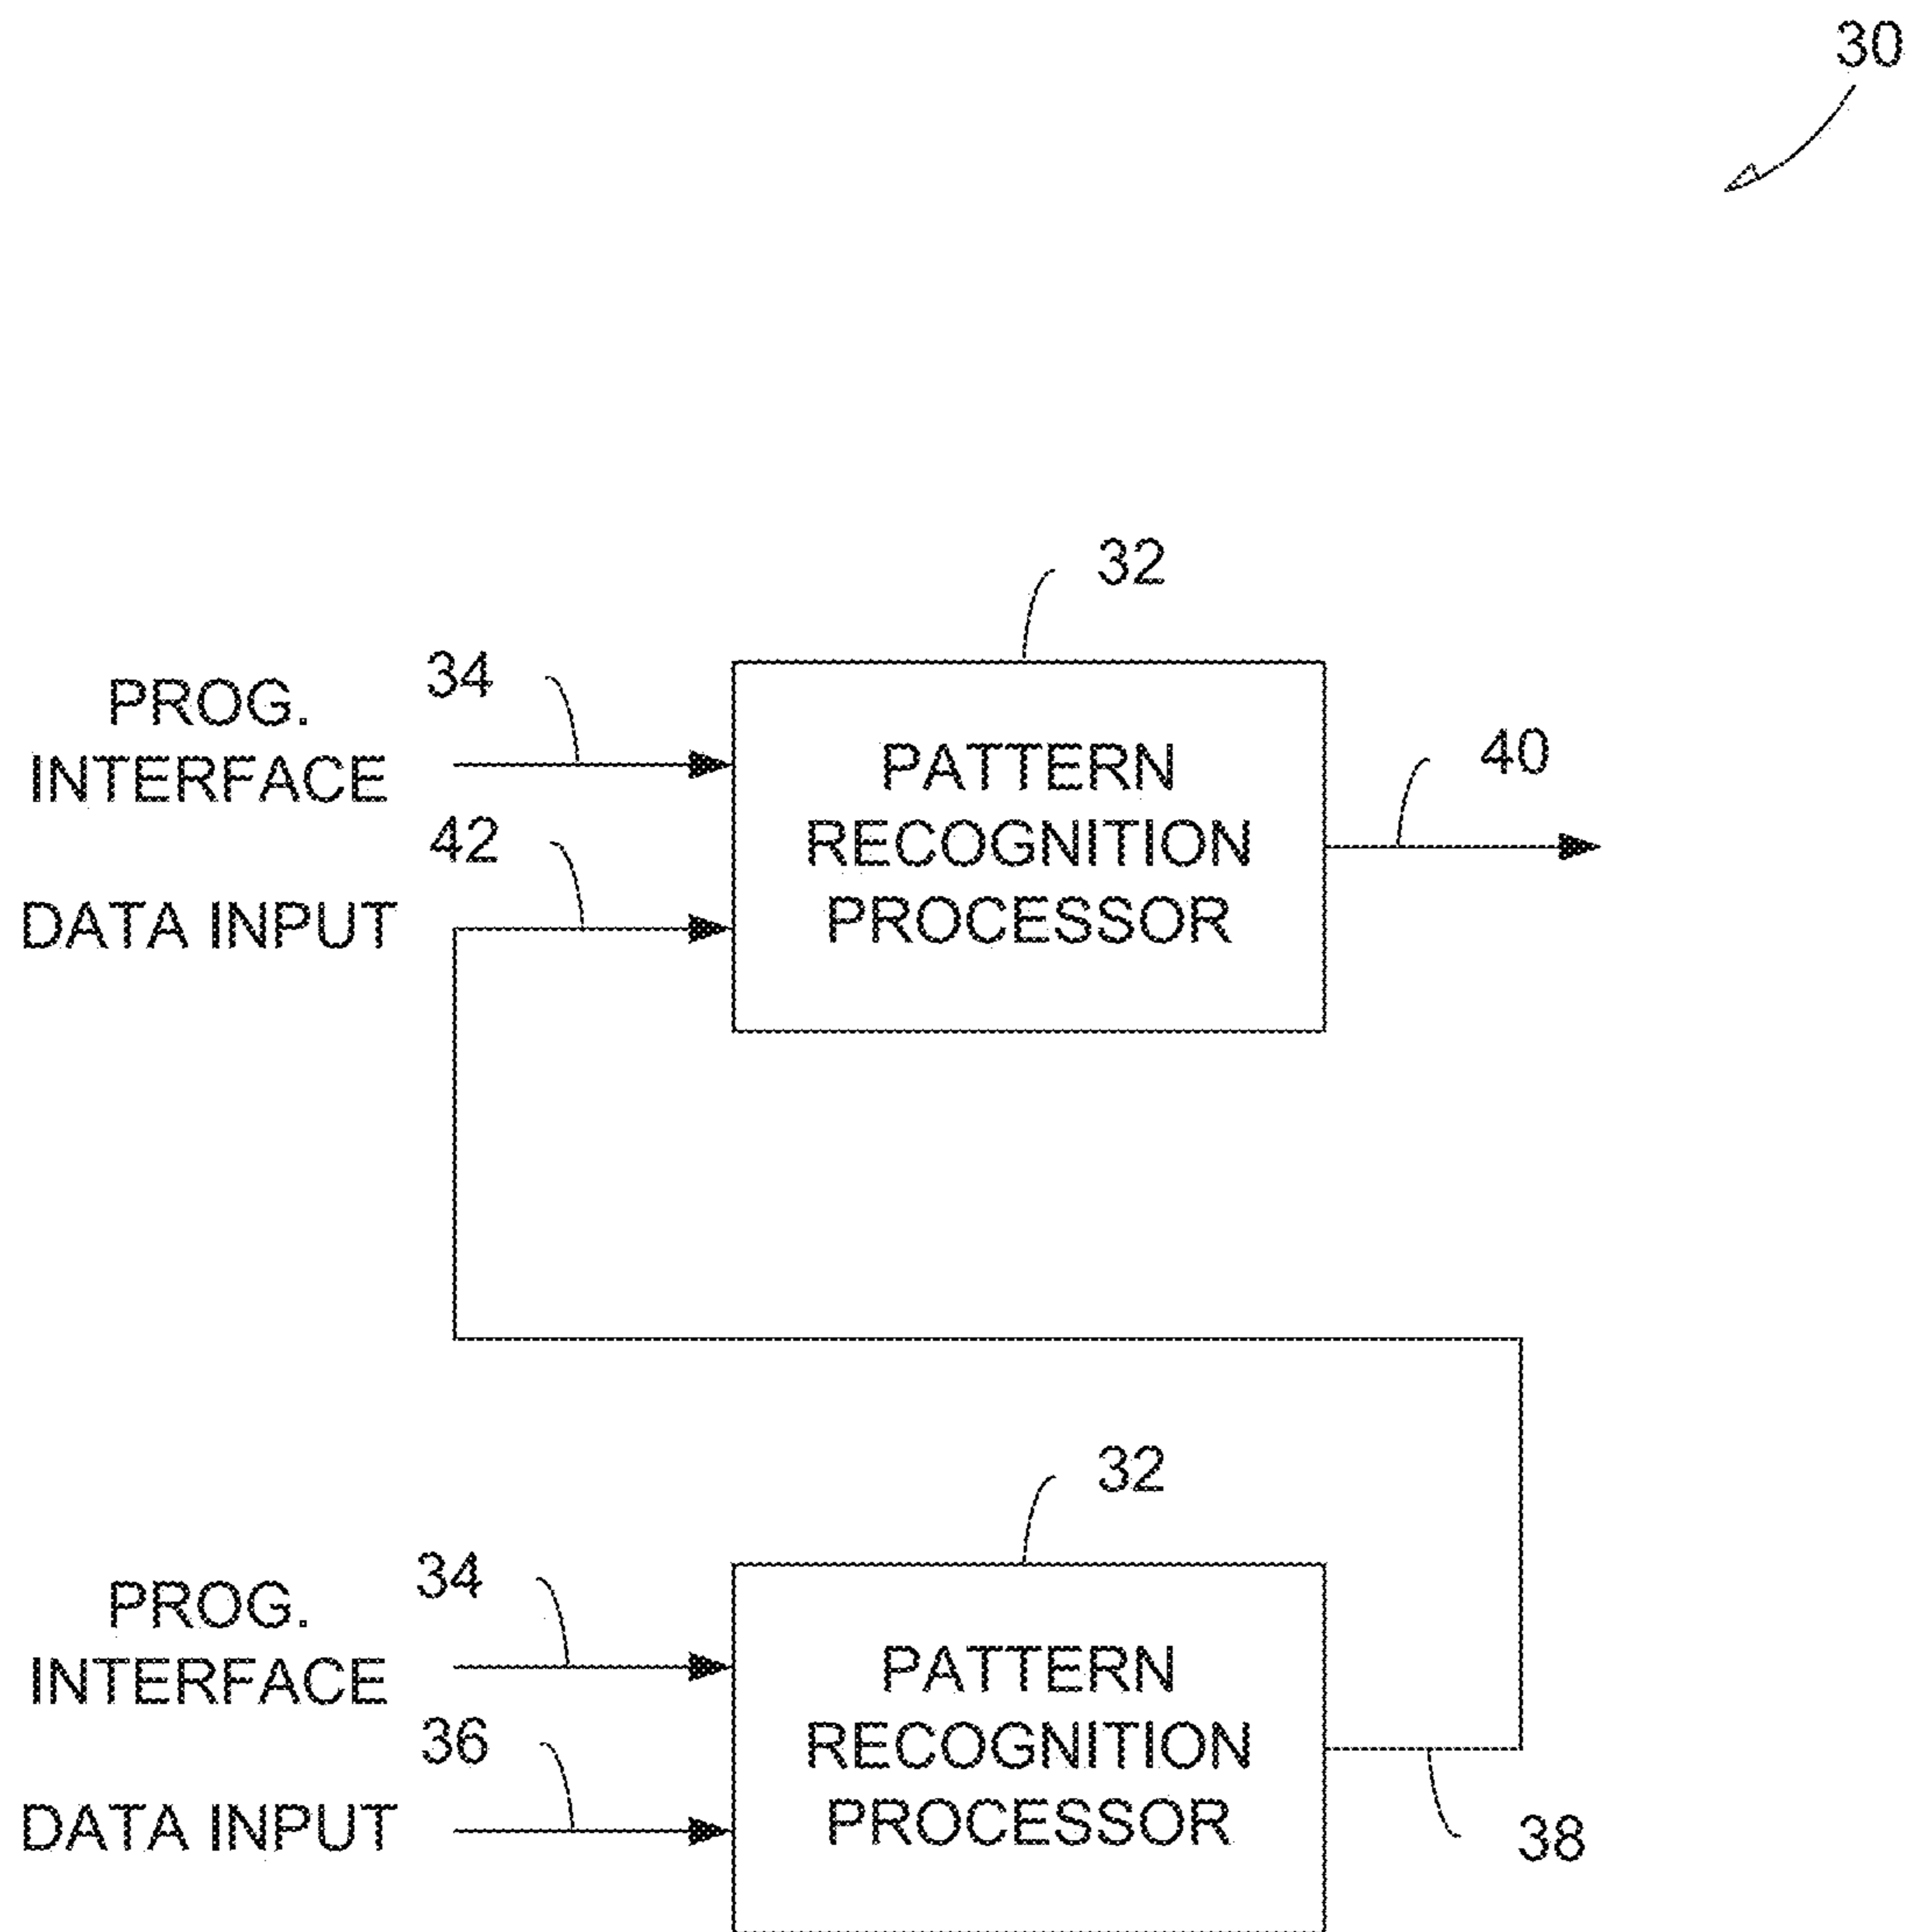 30
32
34
PROG.
INTERFACE
PATTERN
RECOGNITION
PROCESSOR
40
42
DATA INPUT
32
34
PROG.
INTERFACE
PATTERN
RECOGNITION
PROCESSOR
36
DATA INPUT
38